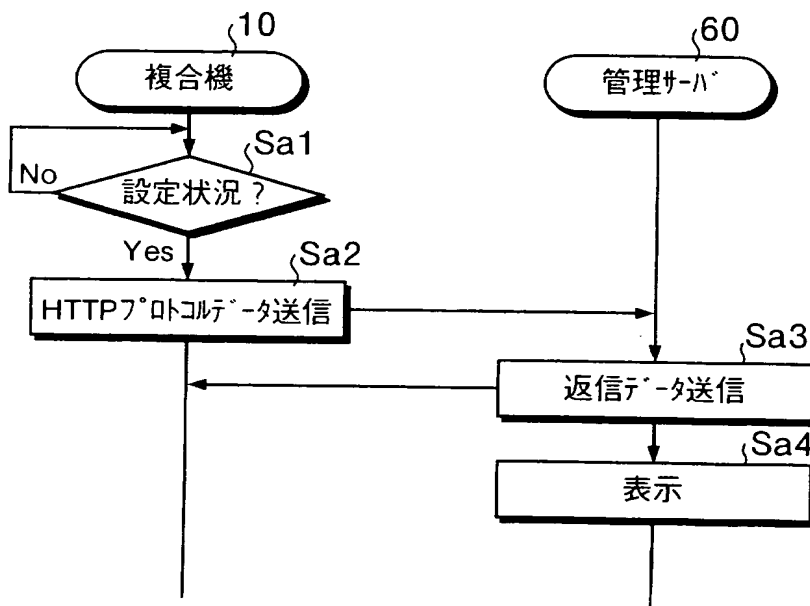 10
複合機
60
管理ｻｰﾊﾞ
Sa1
No
設定状況？
Yes
Sa2
HTTPﾌﾟﾛﾄｺﾙﾃﾞｰﾀ送信
Sa3
返信ﾃﾞｰﾀ送信
Sa4
表示